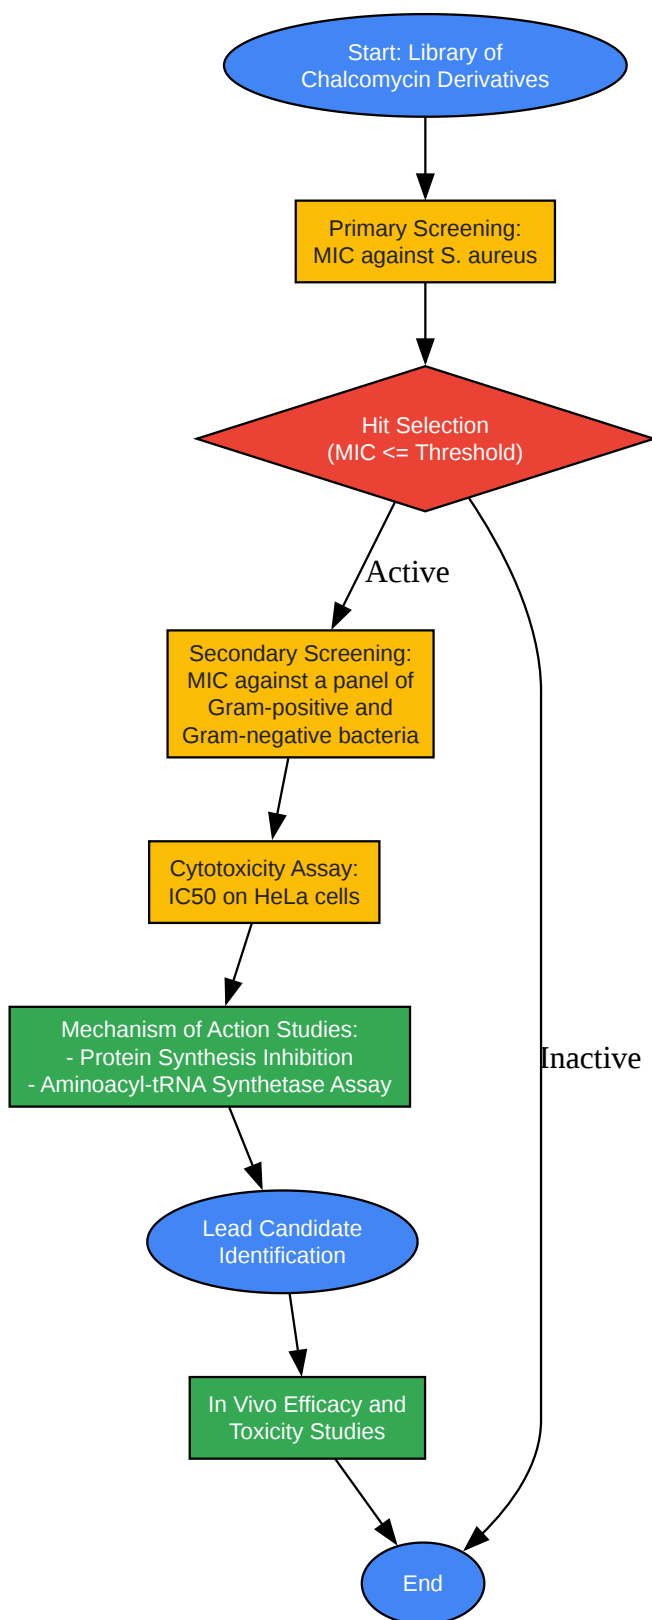 Start: Library of
Chalcomycin Derivatives
Primary Screening:
MIC against S. aureus
Hit Selection
(MIC <= Threshold)
Active
Secondary Screening:
MIC against a panel of
Gram-positive and
Gram-negative bacteria
Cytotoxicity Assay:
IC50 on HeLa cells
Mechanism of Action Studies:
- Protein Synthesis Inhibition
- Aminoacyl-tRNA Synthetase Assay
Inactive
Lead Candidate
Identification
In Vivo Efficacy and
Toxicity Studies
End